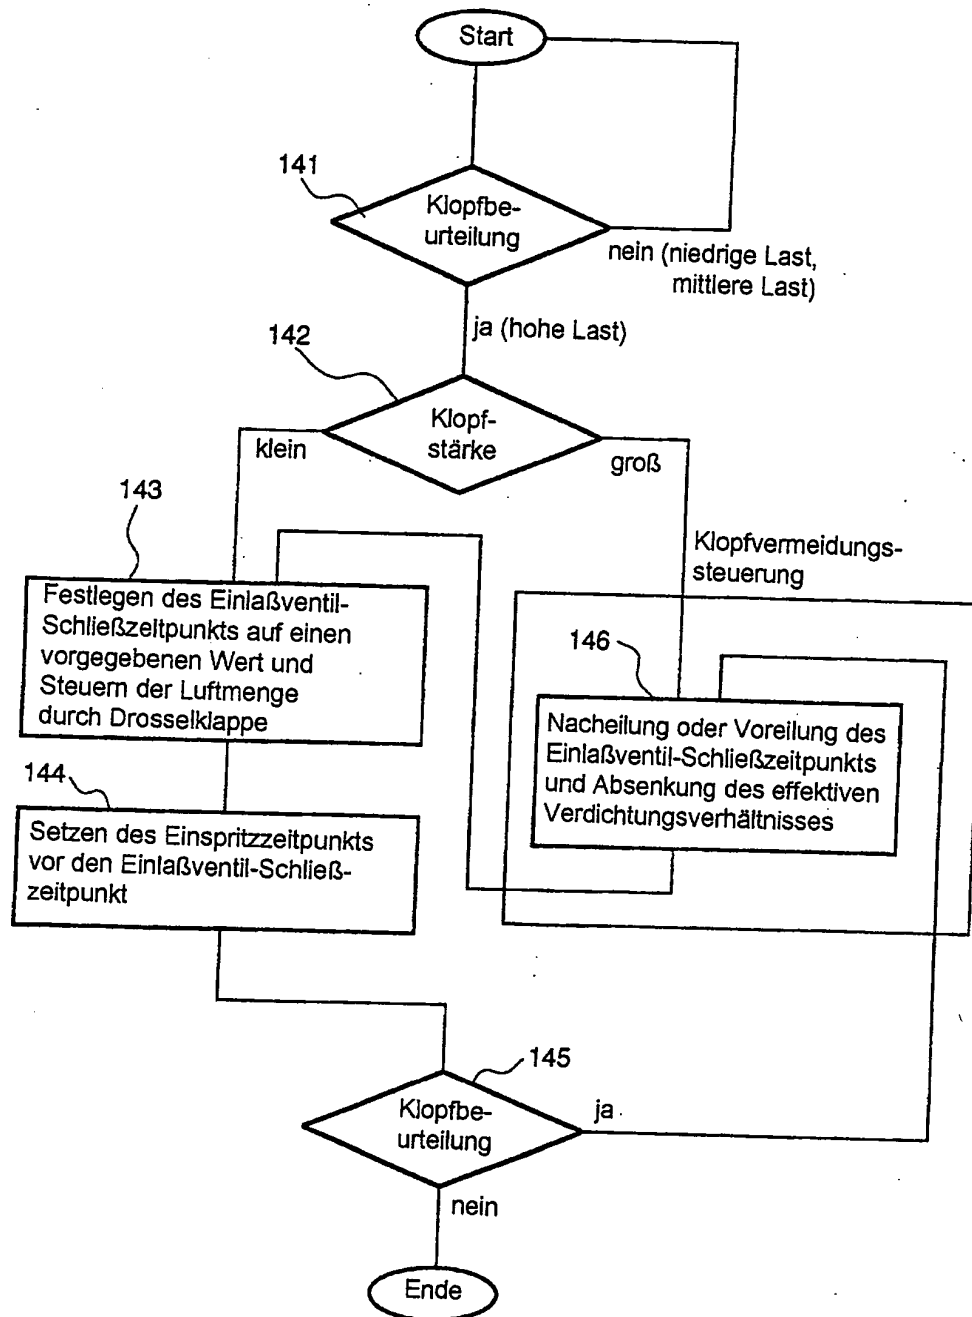 Start
141
Klopfbe-
urteilung
nein (niedrige Last,
mittlere Last)
ja (hohe Last)
142
Klopf-
stärke
klein
groß
143
Klopfvermeidungs-
steuerung
Festlegen des Einlaßventil-
Schließzeitpunkts auf einen
vorgegebenen Wert und
Steuern der Luftmenge
durch Drosselklappe
146
Nacheilung oder Voreilung des
Einlaßventil-Schließzeitpunkts
und Absenkung des effektiven
Verdichtungsverhältnisses
144
Setzen des Einspritzzeitpunkts
vor den Einlaßventil-Schließ-
zeitpunkt
145
Klopfbe-
urteilung
ja
nein
Ende